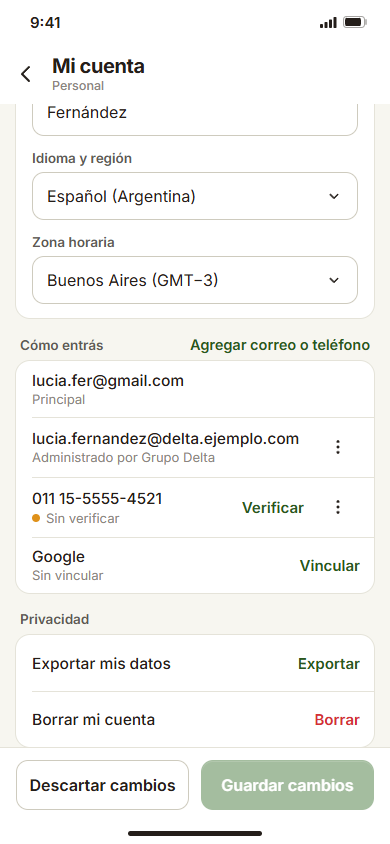 9:41
Mi cuenta
Personal
Fernández
Idioma y región
Español (Argentina)
Zona horaria
Buenos Aires (GMT−3)
Cómo entrás
Agregar correo o teléfono
lucia.fer@gmail.com
Principal
lucia.fernandez@delta.ejemplo.com
Administrado por Grupo Delta
011 15-5555-4521
Sin verificar
Verificar
Google
Sin vincular
Vincular
Privacidad
Exportar mis datos
Exportar
Borrar mi cuenta
Borrar
Descartar cambios
Guardar cambios